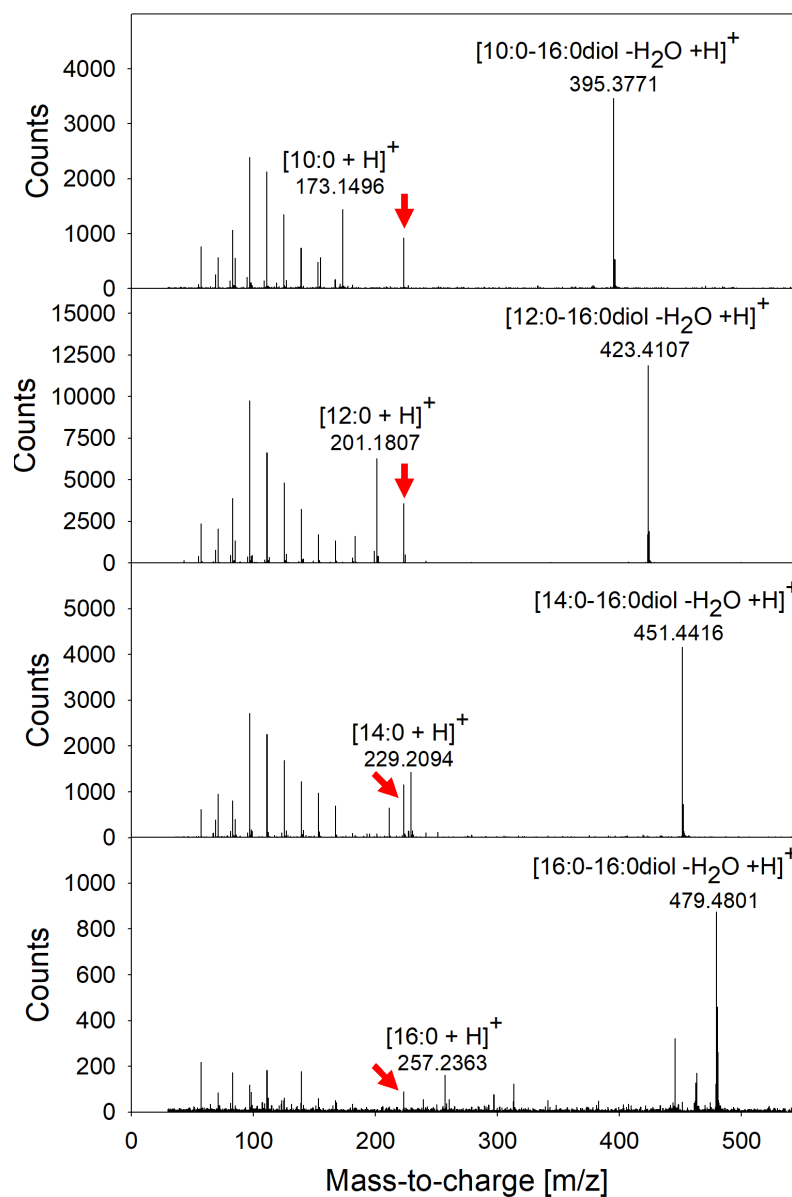 [10:0-16:0diol -H₂O +H]⁺
395.3771
[10:0 + H]⁺
173.1496
4000
3000
2000
1000
0
Counts
[12:0-16:0diol -H₂O +H]⁺
423.4107
[12:0 + H]⁺
201.1807
15000
12500
10000
7500
5000
2500
0
Counts
[14:0-16:0diol -H₂O +H]⁺
451.4416
[14:0 + H]⁺
229.2094
5000
4000
3000
2000
1000
0
Counts
[16:0-16:0diol -H₂O +H]⁺
479.4801
[16:0 + H]⁺
257.2363
1000
800
600
400
200
0
Counts
0 100 200 300 400 500
Mass-to-charge [m/z]